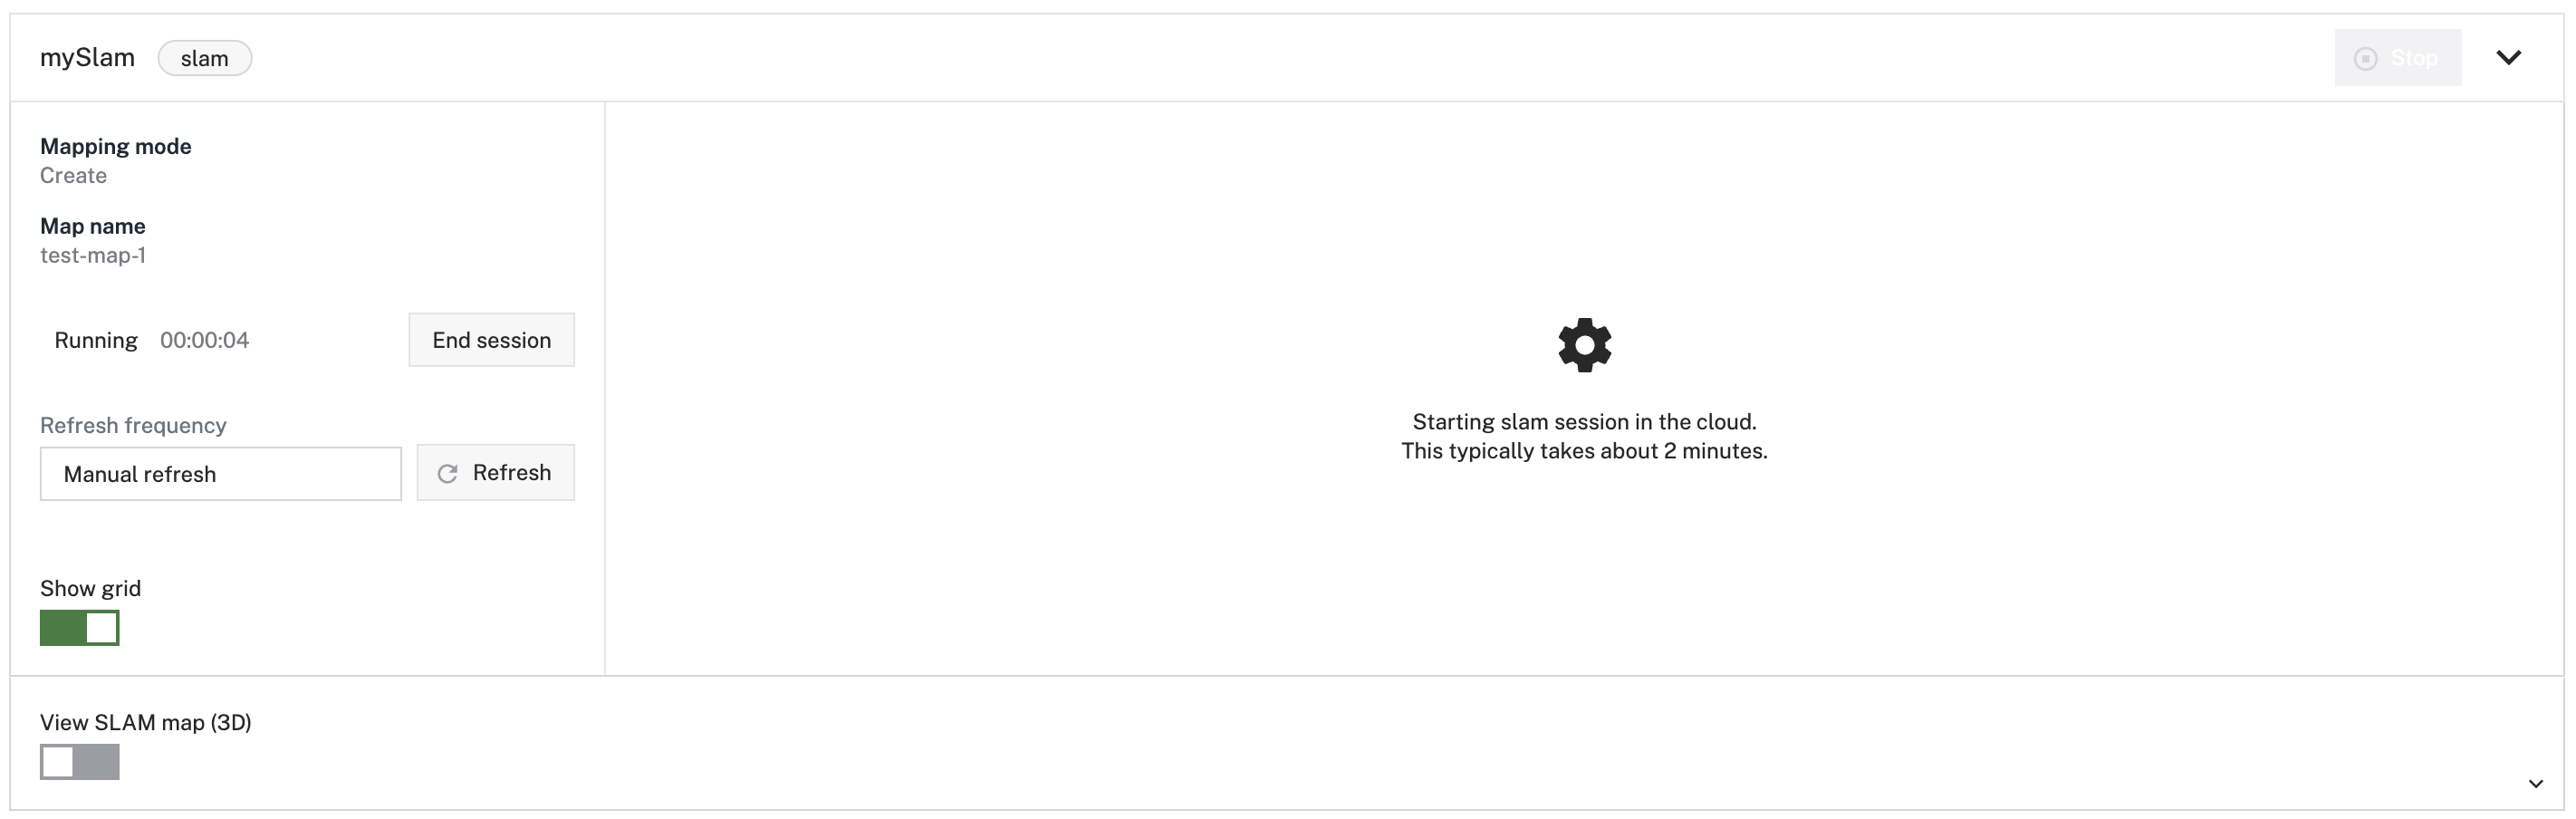 mySlam
slam
Stop
Mapping mode
Create
Map name
test-map-1
Running 00:00:04
End session
Refresh frequency
Manual refresh
Refresh
Show grid
Starting slam session in the cloud.
This typically takes about 2 minutes.
View SLAM map (3D)